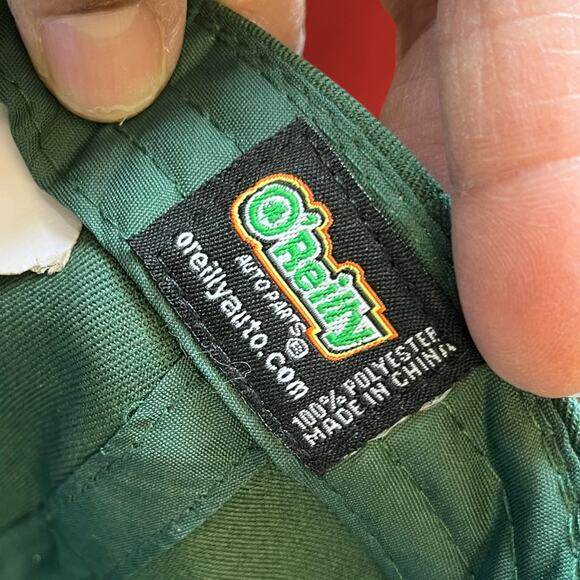 O'Reilly
AUTO PARTS
oreillyauto.com
100% POLYESTER
MADE IN CHINA